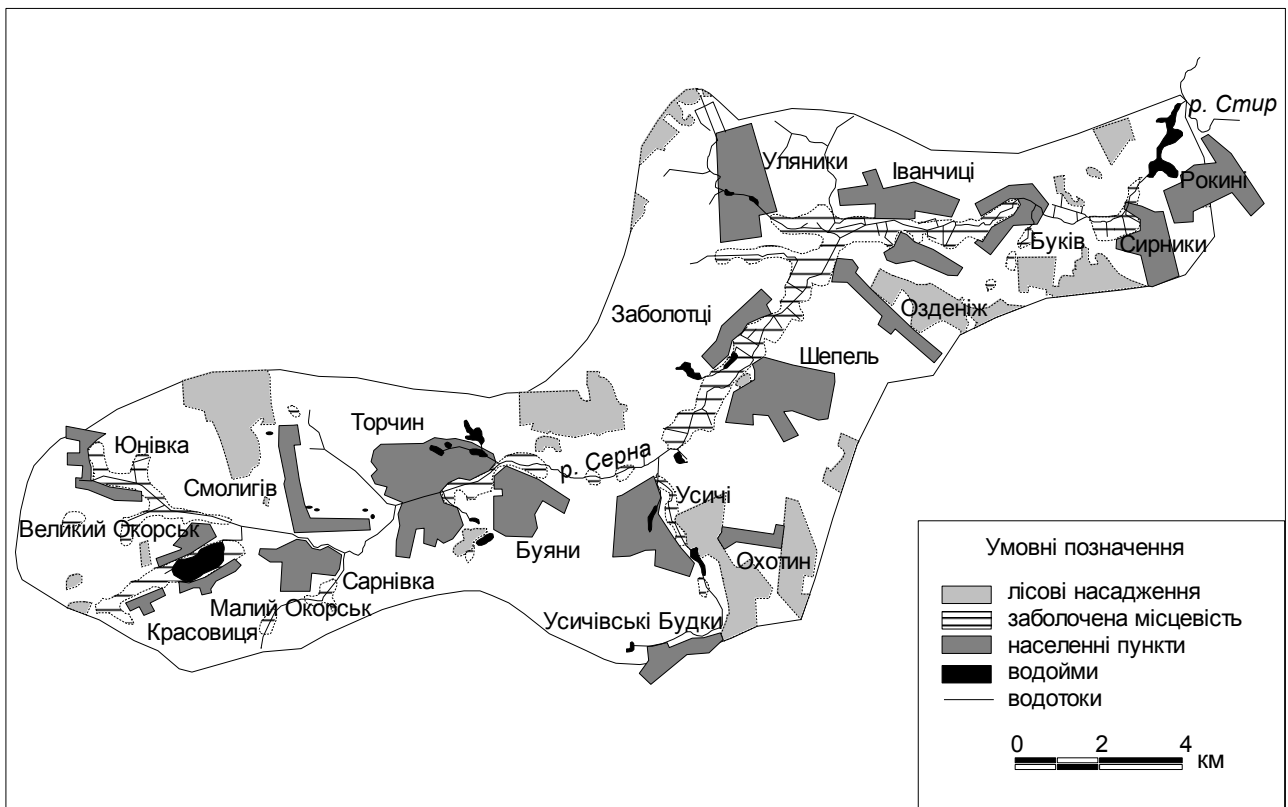 р. Стир
Уляники
Іванчиці
Рокині
Буків
Сирники
Заболотці
Озденіж
Шепель
Торчин
Юнівка
р. Серна
Смолигів
Усичі
Великий Окорськ
Буяни
Охотин
Сарнівка
Малий Окорськ
Красовиця
Усичівські Будки
Умовні позначення
лісові насадження
заболочена місцевість
населенні пункти
водойми
водотоки
0 2 4
км